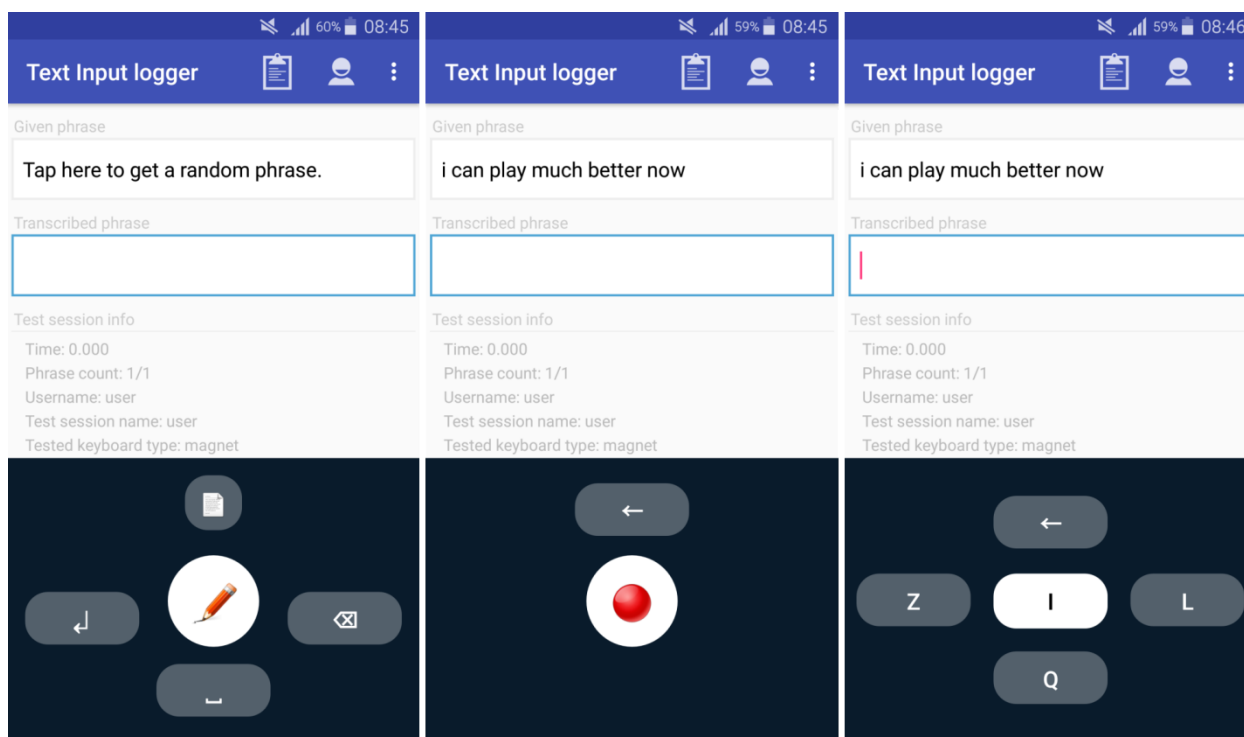 60% 08:45
Text Input logger
Given phrase
Tap here to get a random phrase.
Transcribed phrase
Test session info
Time: 0.000
Phrase count: 1/1
Username: user
Test session name: user
Tested keyboard type: magnet
59% 08:45
Text Input logger
Given phrase
i can play much better now
Transcribed phrase
Test session info
Time: 0.000
Phrase count: 1/1
Username: user
Test session name: user
Tested keyboard type: magnet
←
59% 08:46
Text Input logger
Given phrase
i can play much better now
Transcribed phrase
Test session info
Time: 0.000
Phrase count: 1/1
Username: user
Test session name: user
Tested keyboard type: magnet
←
Z I L
Q